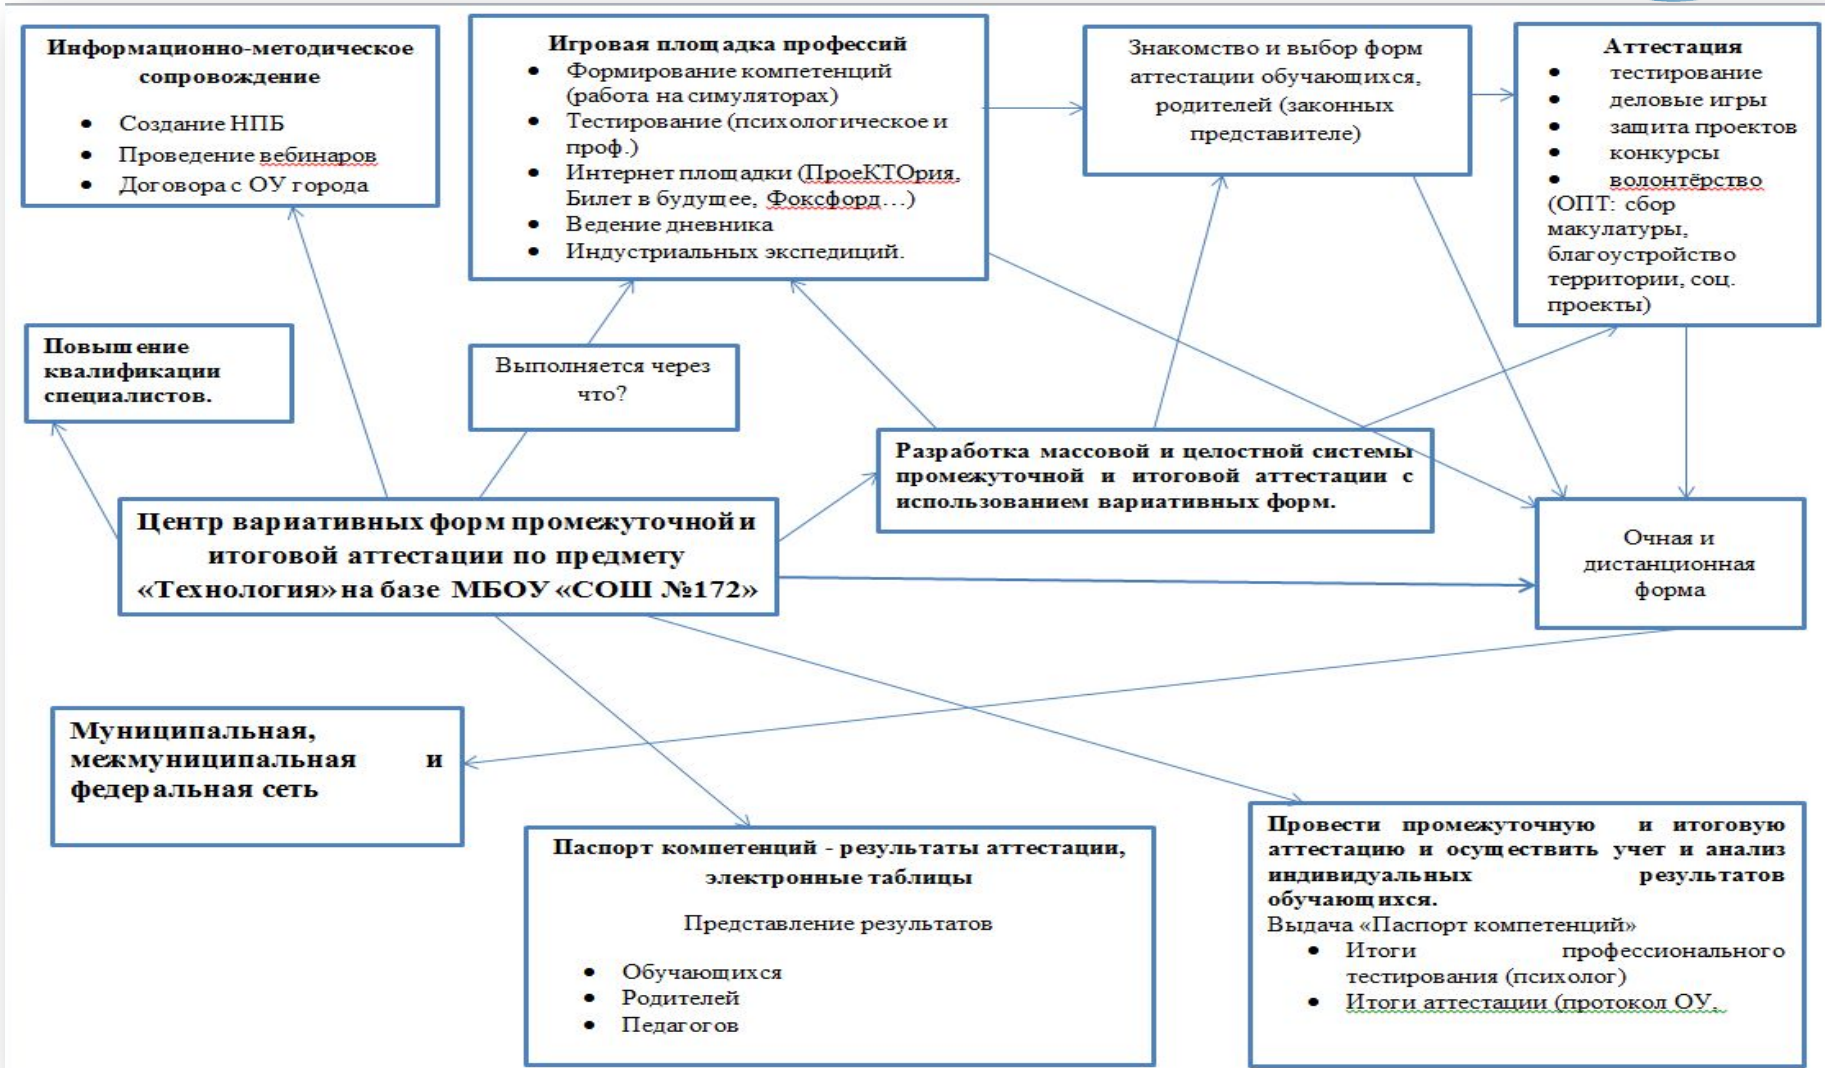 Информационно-методическое
сопровождение
Создание НПБ
Проведение вебинаров
Договора с ОУ города
Игровая площадка профессий
Формирование компетенций
(работа на симуляторах)
Тестирование (психологическое и
проф.)
Интернет площадки (ПроеКТОрия,
Билет в будущее, Фоксфорд...)
Ведение дневника
Индустриальных экспедиций.
Знакомство и выбор форм
аттестации обучающихся,
родителей (законных
представителе)
Аттестация
тестирование
деловые игры
защита проектов
конкурсы
волонтёрство
(ОПТ: сбор
макулатуры,
благоустройство
территории, соц.
проекты)
Повышение
квалификации
специалистов.
Выполняется через
что?
Разработка массовой и целостной системы
промежуточной и итоговой аттестации с
использованием вариативных форм.
Центр вариативных форм промежуточной и
итоговой аттестации по предмету
«Технология» на базе МБОУ «СОШ №172»
Очная и
дистанционная
форма
Муниципальная,
межмуниципальная и
федеральная сеть
Паспорт компетенций - результаты аттестации,
электронные таблицы
Представление результатов
Обучающихся
Родителей
Педагогов
Провести промежуточную и итоговую
аттестацию и осуществить учет и анализ
индивидуальных результатов
обучающихся.
Выдача «Паспорт компетенций»
Итоги профессионального
тестирования (психолог)
Итоги аттестации (протокол ОУ,